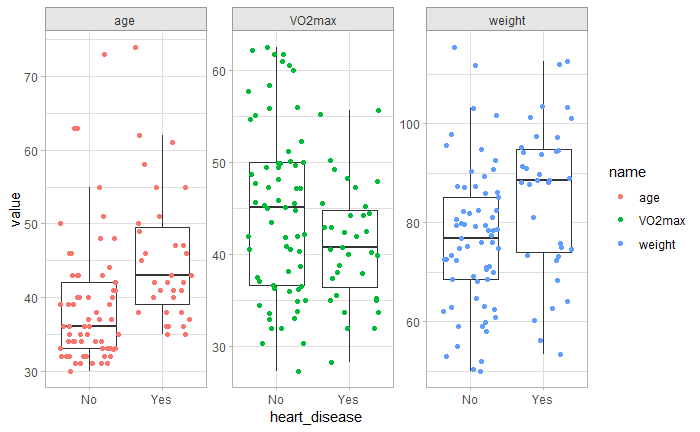 age
VO2max
weight
value
70
60
50
40
30
60
50
40
30
100
80
60
No
Yes
No
Yes
No
Yes
heart_disease
name
age
VO2max
weight